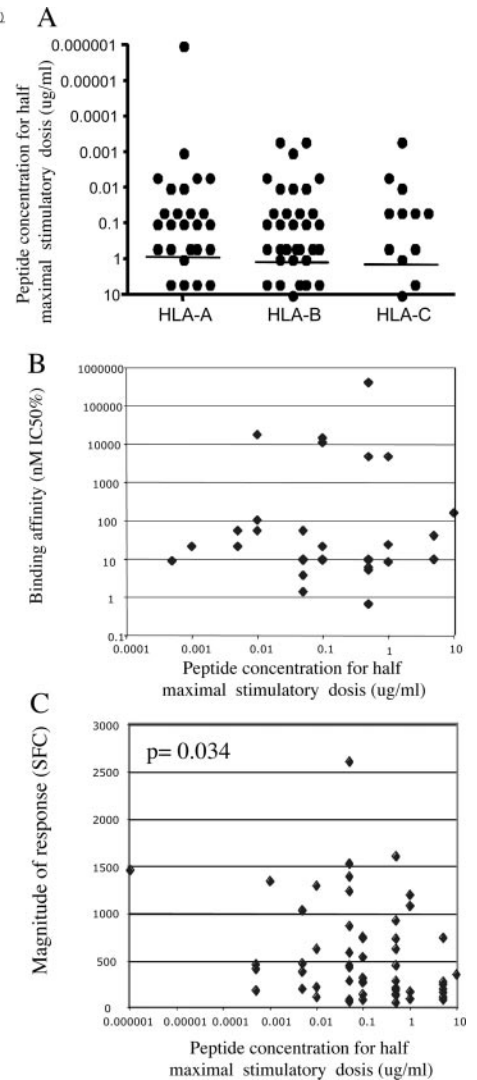 A
Peptide concentration for half
maximal stimulatory dosis (ug/ml)
0.000001
0.00001
0.0001
0.001
0.01
0.1
1
10
HLA-A HLA-B HLA-C
B
Binding affinity (nM IC50%)
1000000
100000
10000
1000
100
10
1
0.1
0.0001 0.001 0.01 0.1 1 10
Peptide concentration for half
maximal stimulatory dosis (ug/ml)
C
Magnitude of response (SFC)
p= 0.034
3000
2500
2000
1500
1000
500
0
0.000001 0.00001 0.0001 0.001 0.01 0.1 1 10
Peptide concentration for half
maximal stimulatory dosis (ug/ml)